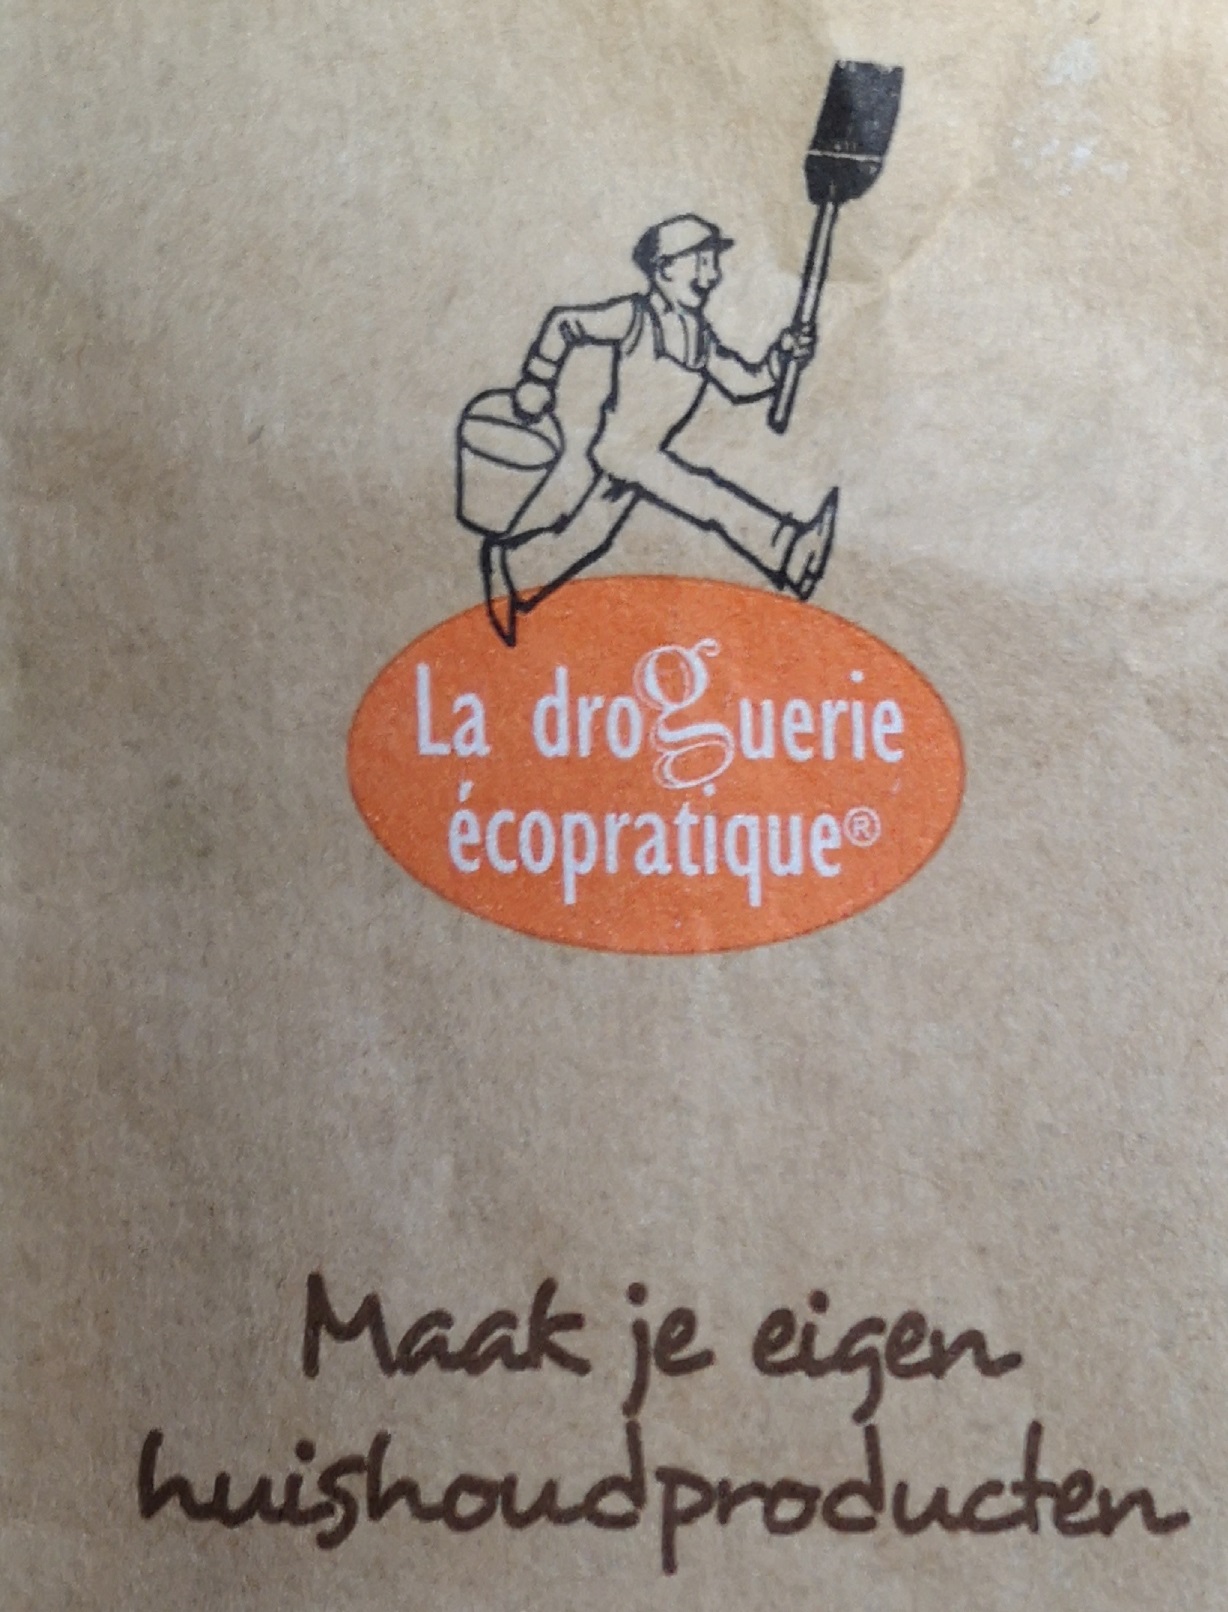 La droguerie
écopratique®
Maak je eigen
huishoudproducten